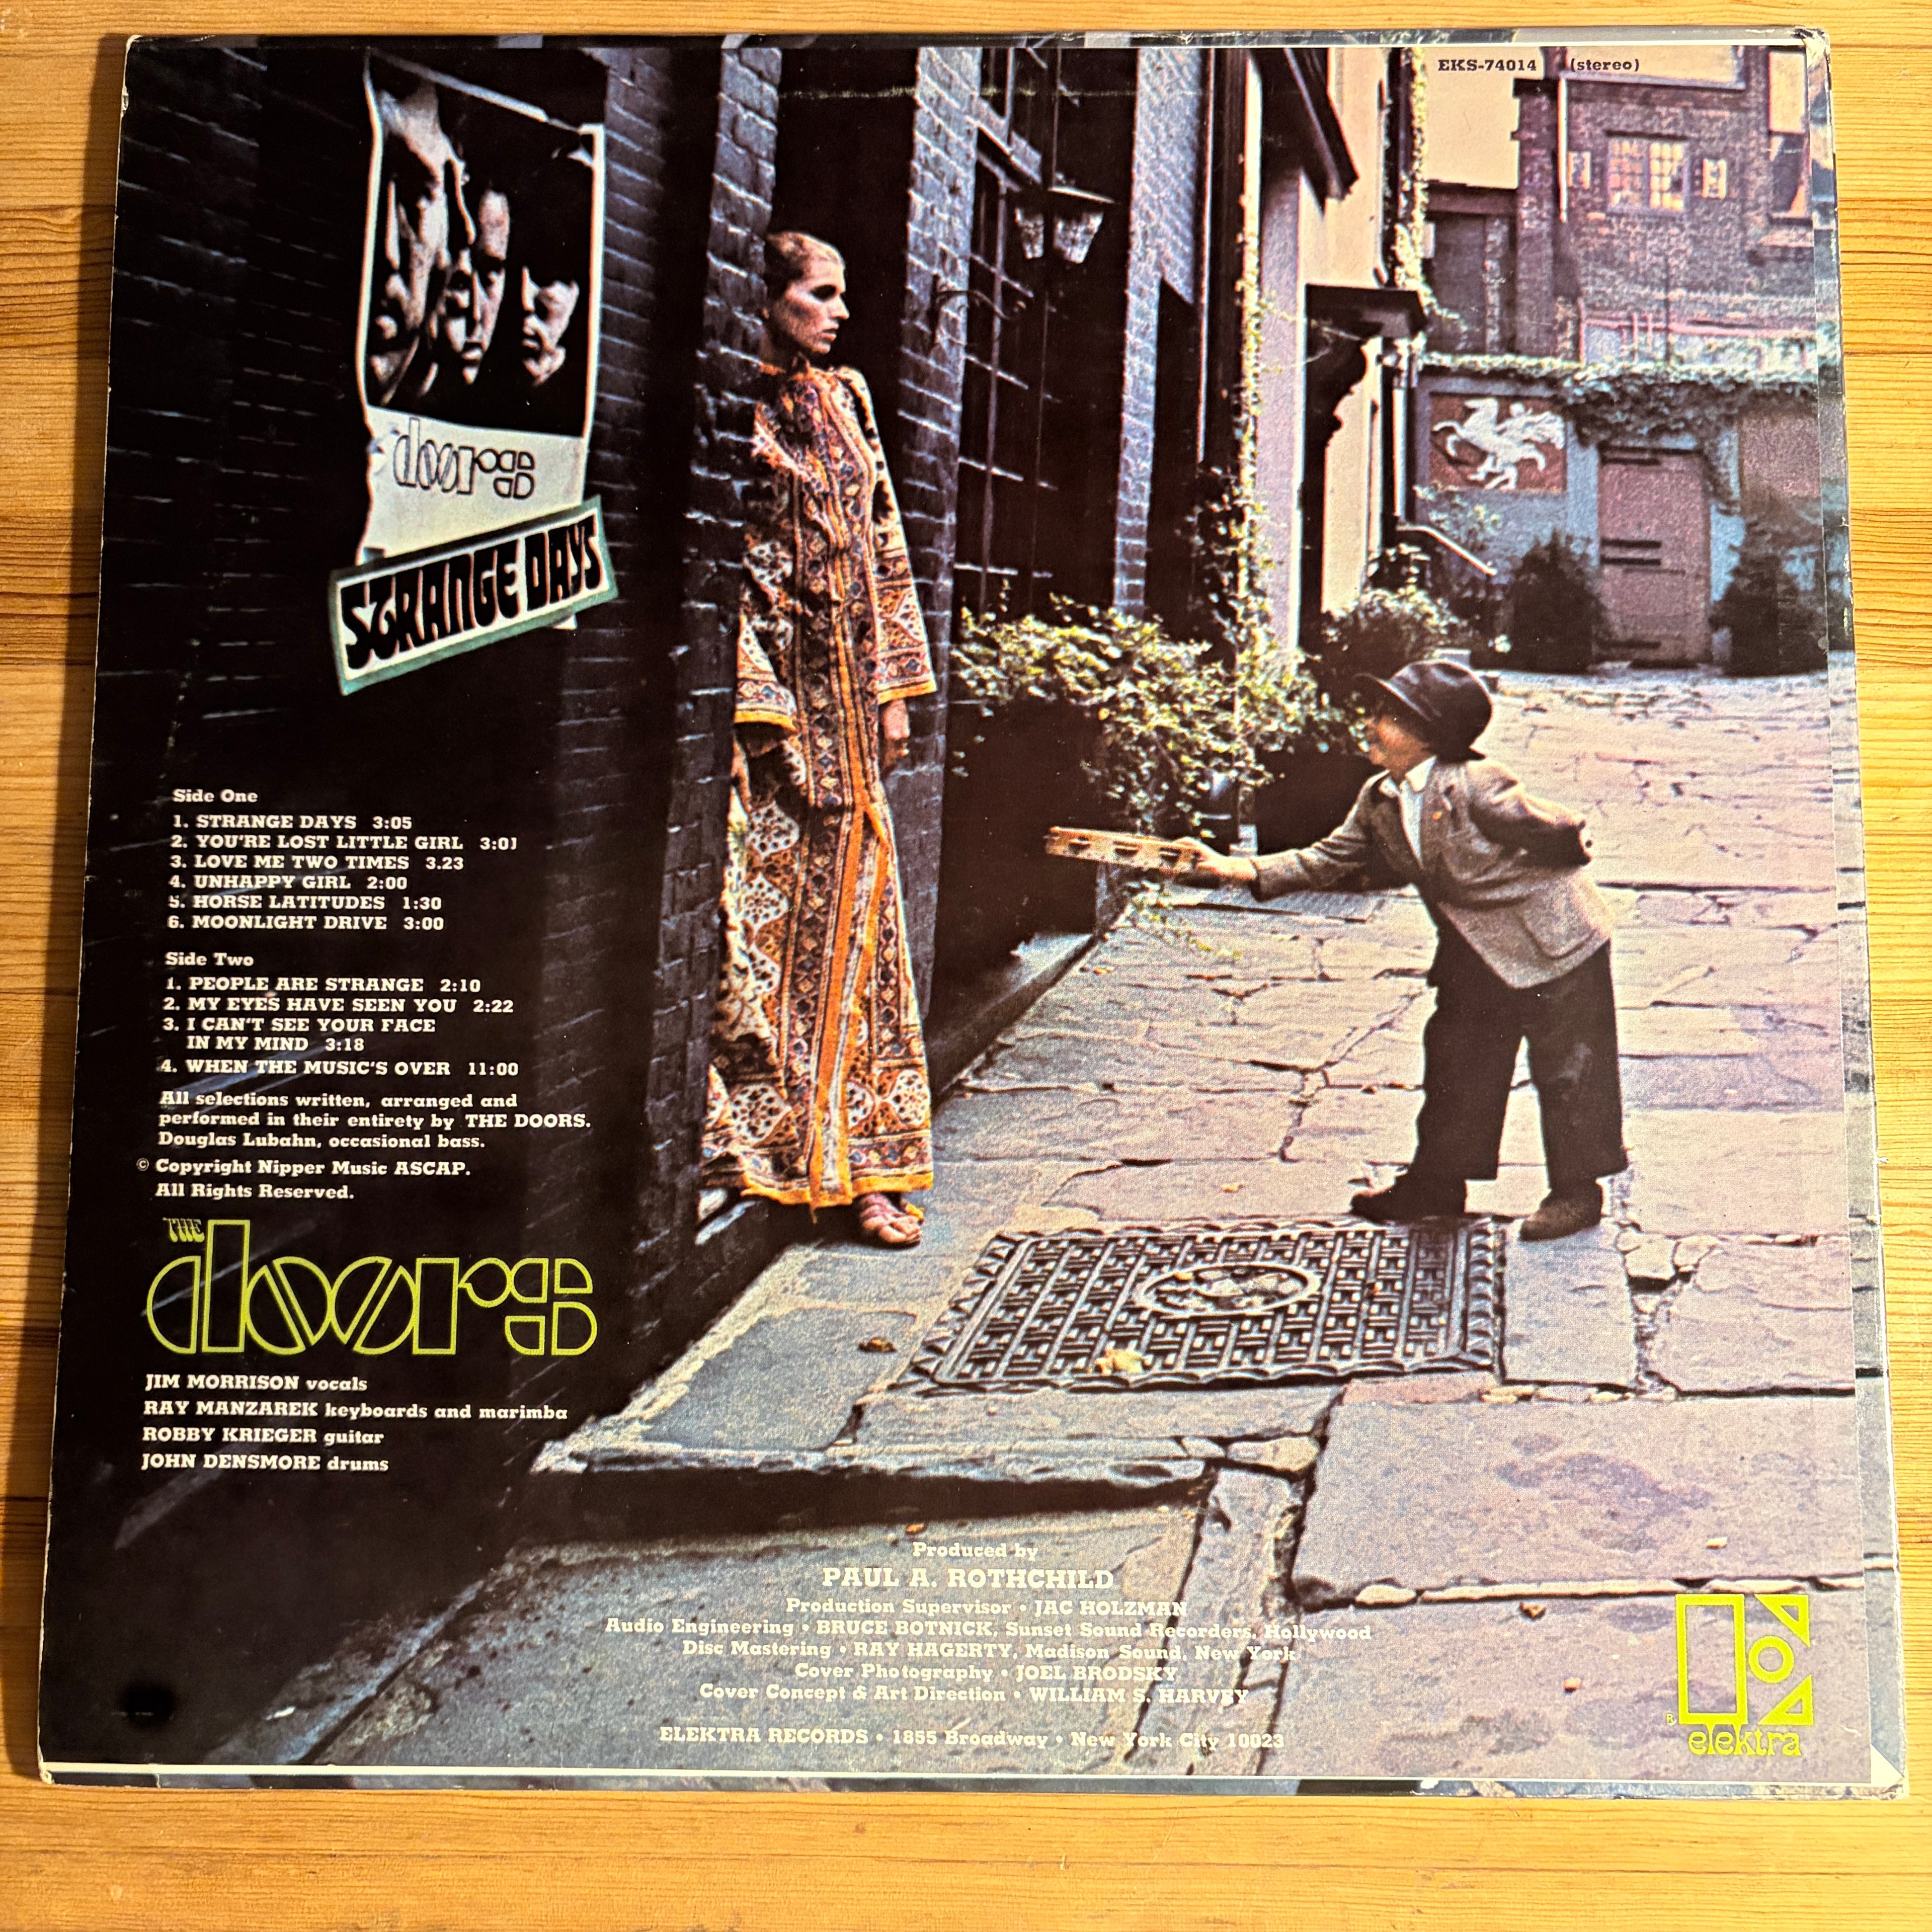 EKS-74014 (stereo)
doors
STRANGE DAYS
Side One
1. STRANGE DAYS 3:05
2. YOU'RE LOST LITTLE GIRL 3:01
3. LOVE ME TWO TIMES 3.23
4. UNHAPPY GIRL 2:00
5. HORSE LATITUDES 1:30
6. MOONLIGHT DRIVE 3:00
Side Two
1. PEOPLE ARE STRANGE 2:10
2. MY EYES HAVE SEEN YOU 2:22
3. I CAN'T SEE YOUR FACE
IN MY MIND 3:18
4. WHEN THE MUSIC'S OVER 11:00
All selections written, arranged and
performed in their entirety by THE DOORS.
Douglas Lubahn, occasional bass.
© Copyright Nipper Music ASCAP.
All Rights Reserved.
THE
doors
JIM MORRISON vocals
RAY MANZAREK keyboards and marimba
ROBBY KRIEGER guitar
JOHN DENSMORE drums
Produced by
PAUL A. ROTHCHILD
Production Supervisor • JAC HOLZMAN
Audio Engineering • BRUCE BOTNICK, Sunset Sound Recorders, Hollywood
Disc Mastering • RAY HAGERTY, Madison Sound, New York
Cover Photography • JOEL BRODSKY
Cover Concept & Art Direction • WILLIAM S. HARVEY
ELEKTRA RECORDS • 1855 Broadway • New York City 10023
®
elektra